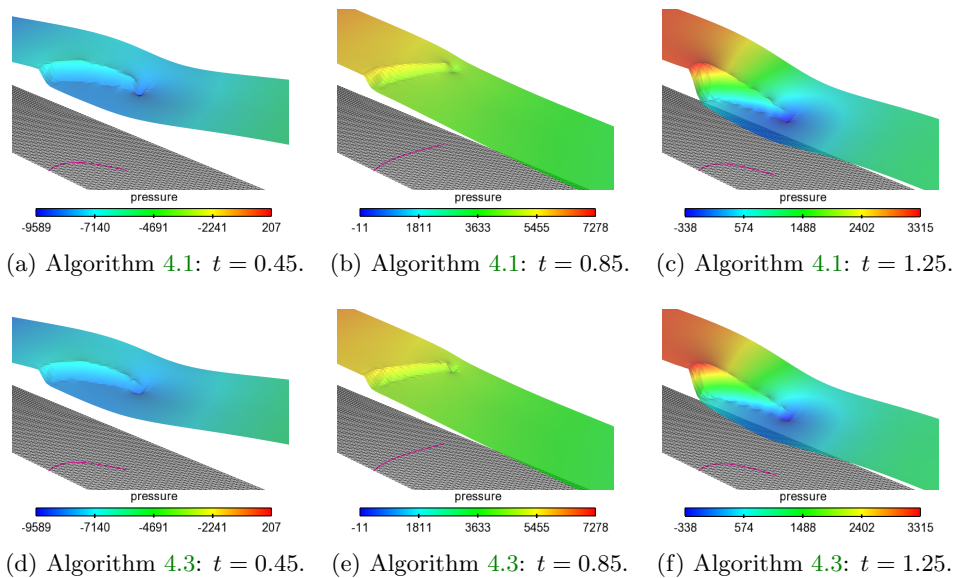 pressure pressure pressure
-9589 -7140 -4691 -2241 207 -11 1811 3633 5455 7278 -338 574 1488 2402 3315
(a) Algorithm 4.1: t = 0.45. (b) Algorithm 4.1: t = 0.85. (c) Algorithm 4.1: t = 1.25.
pressure pressure pressure
-9589 -7140 -4691 -2241 207 -11 1811 3633 5455 7278 -338 574 1488 2402 3315
(d) Algorithm 4.3: t = 0.45. (e) Algorithm 4.3: t = 0.85. (f) Algorithm 4.3: t = 1.25.